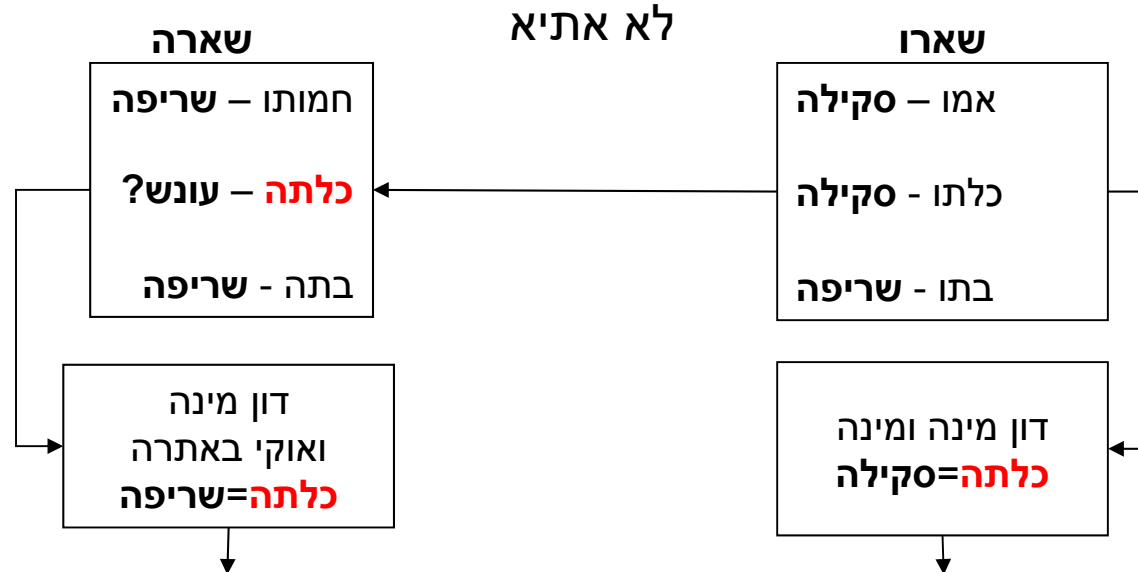 לא אתיא
שארו
אמו – סקילה
כלתו - סקילה
בתו - שריפה
דון מינה ומינה
כלתה=סקילה
שארה
חמותו – שריפה
כלתה – עונש?
בתה - שריפה
דון מינה
ואוקי באתרה
כלתה=שריפה